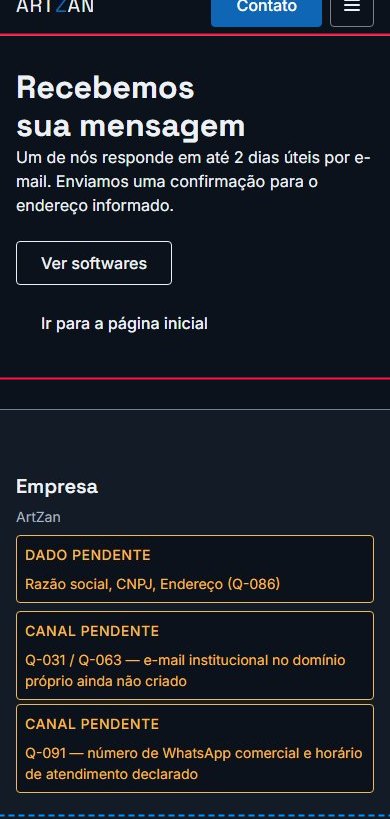 ARTZAN
Contato
Recebemos
sua mensagem
Um de nós responde em até 2 dias úteis por e-
mail. Enviamos uma confirmação para o
endereço informado.
Ver softwares
Ir para a página inicial
Empresa
ArtZan
DADO PENDENTE
Razão social, CNPJ, Endereço (Q-086)
CANAL PENDENTE
Q-031 / Q-063 — e-mail institucional no domínio
próprio ainda não criado
CANAL PENDENTE
Q-091 — número de WhatsApp comercial e horário
de atendimento declarado